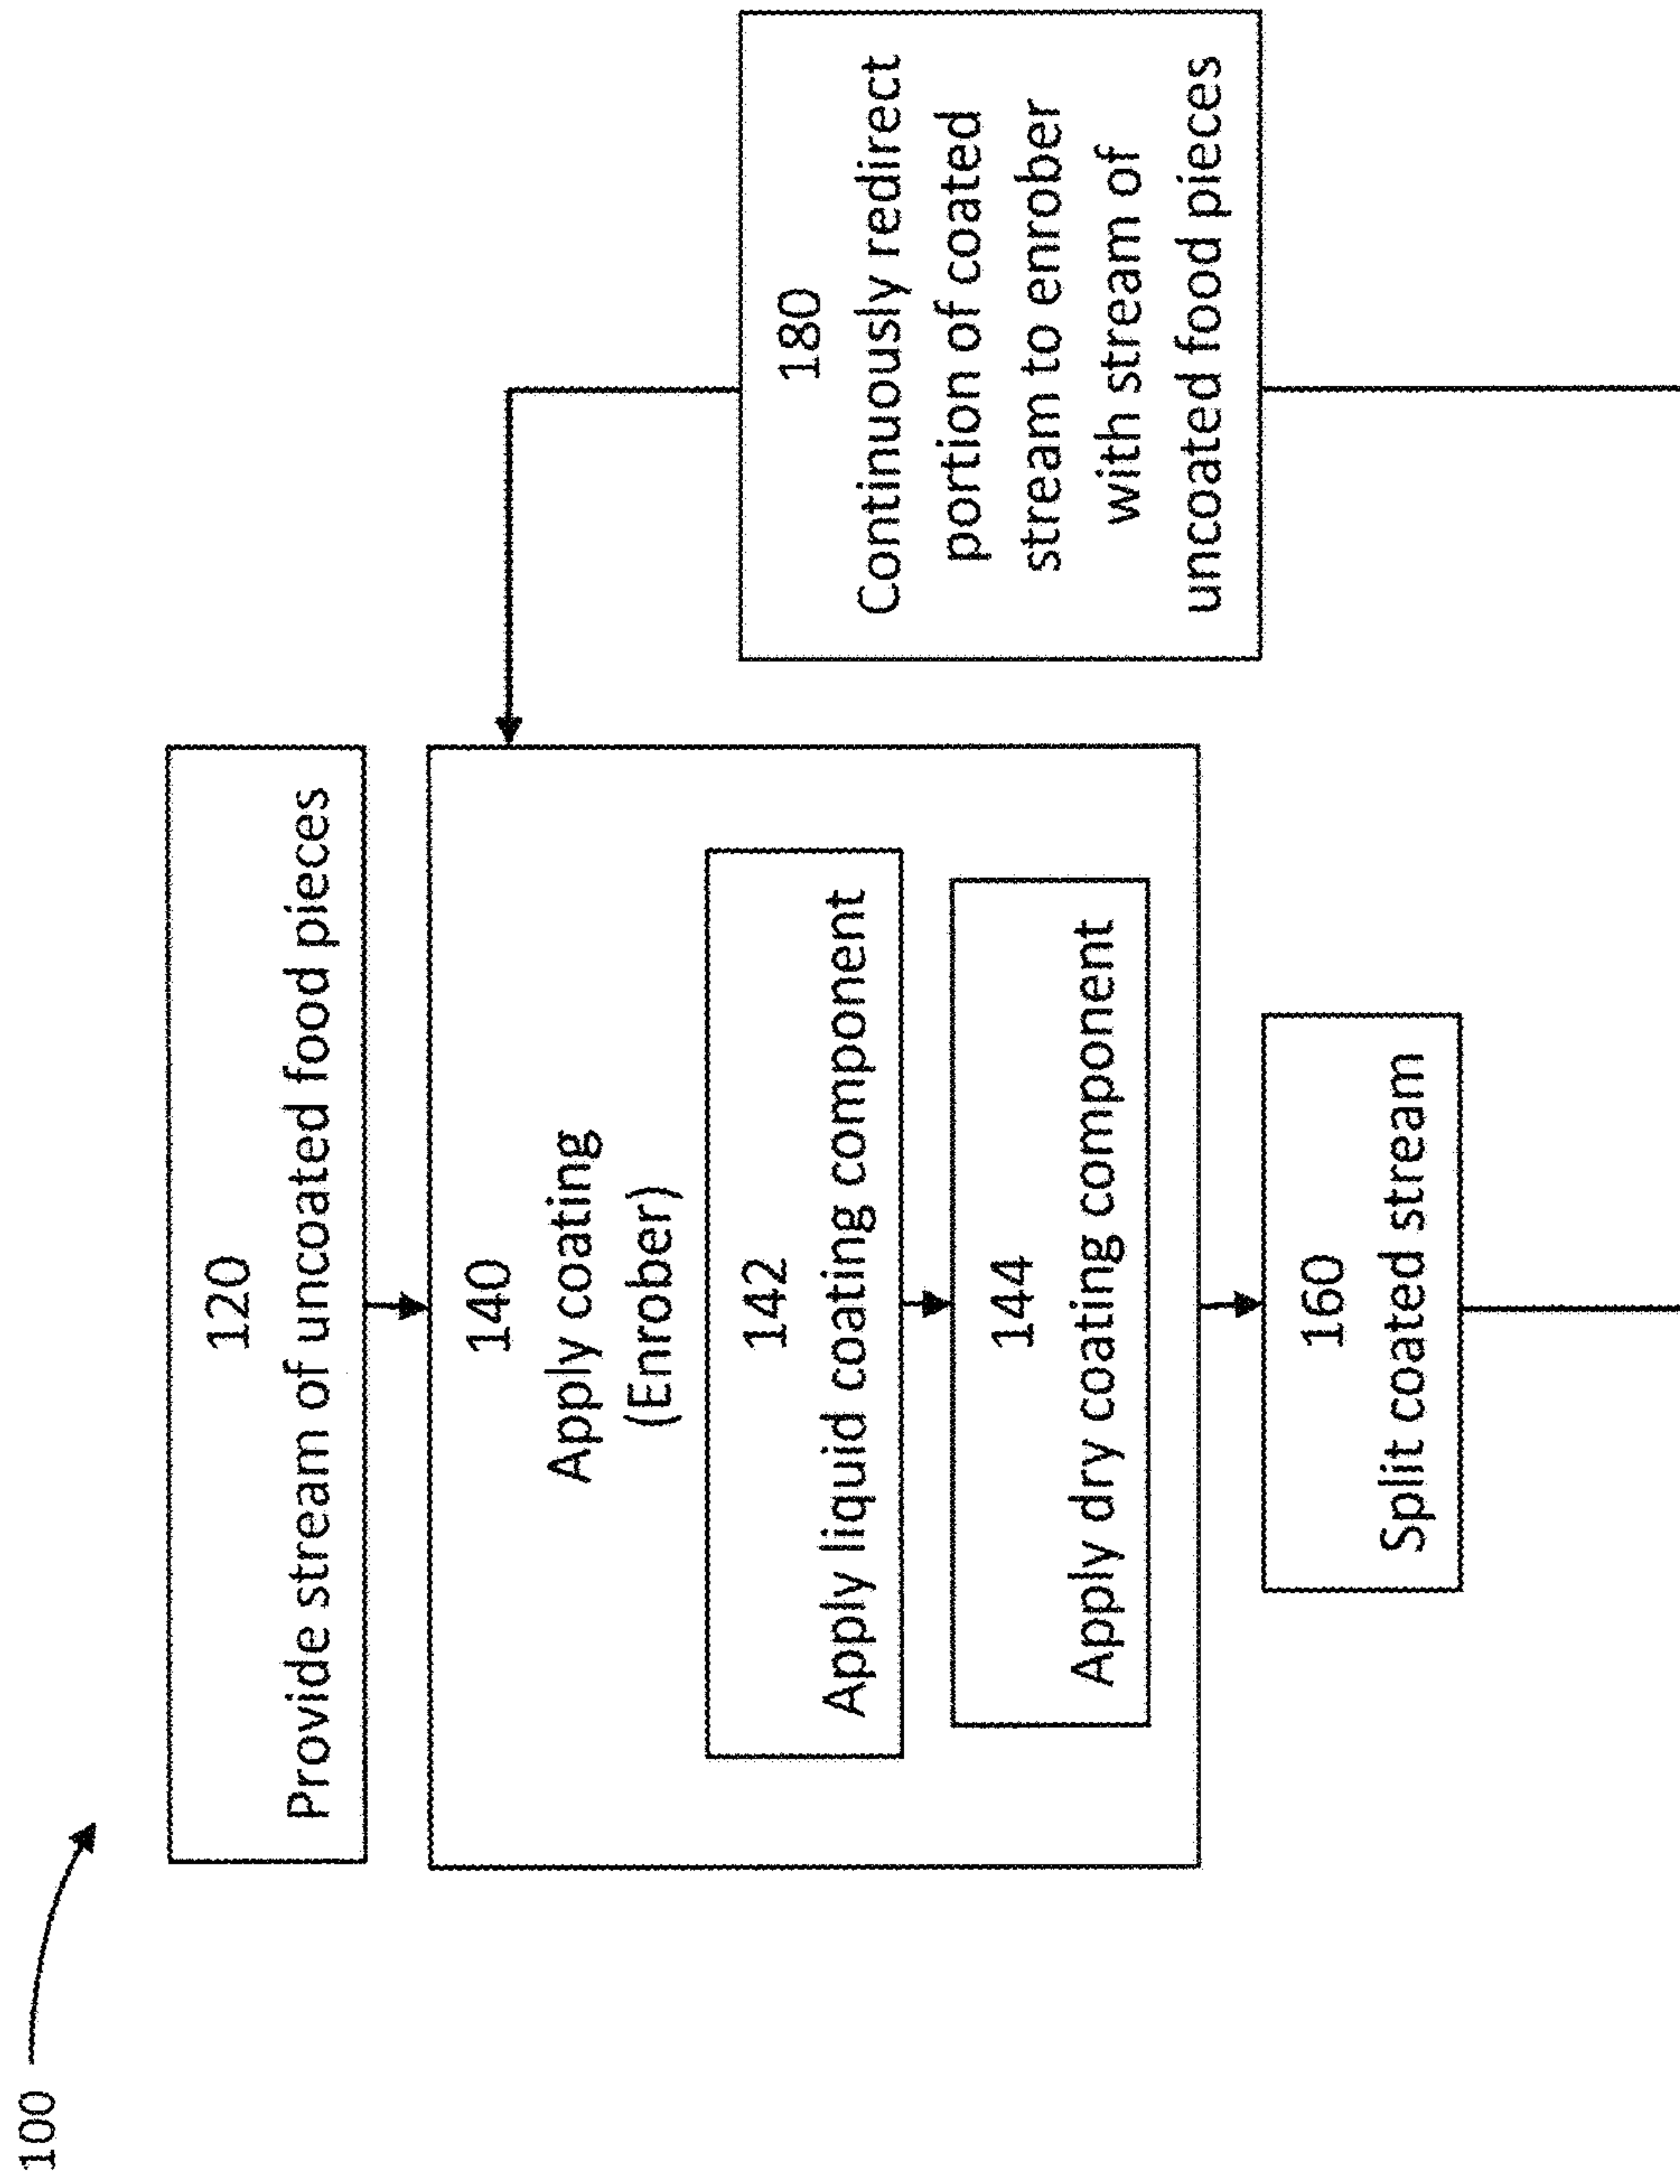 100
120
Provide stream of uncoated food pieces
140
Apply coating
(Enrober)
142
Apply liquid coating component
144
Apply dry coating component
160
Split coated stream
180
Continuously redirect
portion of coated
stream to enrober
with stream of
uncoated food pieces